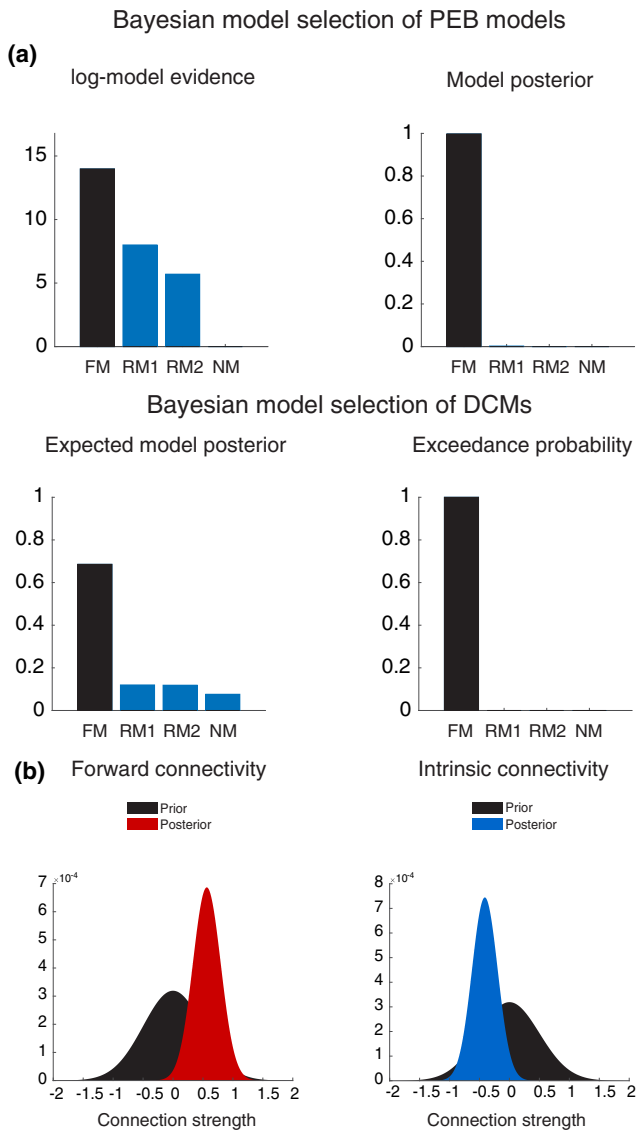 Bayesian model selection of PEB models
(a)
log-model evidence
Model posterior
15
10
5
0
FM RM1 RM2 NM
1
0.8
0.6
0.4
0.2
0
FM RM1 RM2 NM
Bayesian model selection of DCMs
Expected model posterior
Exceedance probability
1
0.8
0.6
0.4
0.2
0
FM RM1 RM2 NM
1
0.8
0.6
0.4
0.2
0
FM RM1 RM2 NM
(b)
Forward connectivity
Intrinsic connectivity
Prior
Posterior
Prior
Posterior
×10-4
7
6
5
4
3
2
1
0
-2 -1.5 -1 -0.5 0 0.5 1 1.5 2
Connection strength
×10-4
8
7
6
5
4
3
2
1
0
-2 -1.5 -1 -0.5 0 0.5 1 1.5 2
Connection strength